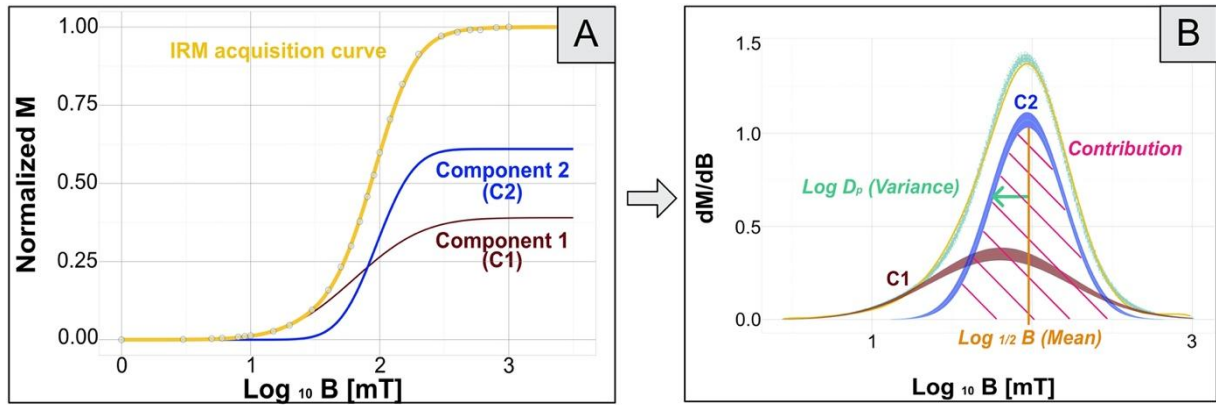 A
1.00
0.75
0.50
0.25
0.00
Normalized M
IRM acquisition curve
Component 2
(C2)
Component 1
(C1)
0 1 2 3
Log 10 B [mT]
B
1.5
1.0
0.5
0.0
dM/dB
C2
Contribution
Log Dp (Variance)
C1
Log 1/2 B (Mean)
1 3
Log 10 B [mT]